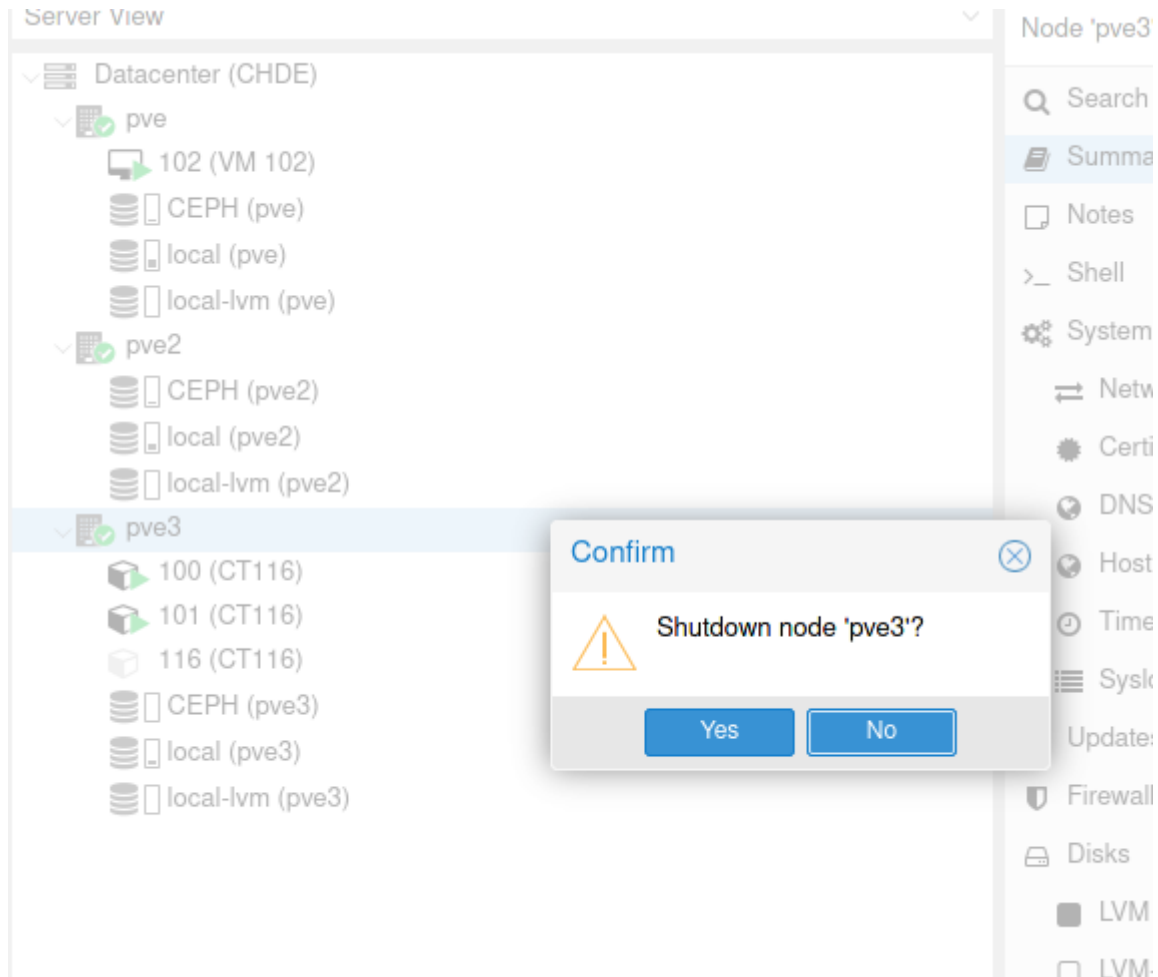 Server View
Datacenter (CHDE)
pve
102 (VM 102)
CEPH (pve)
local (pve)
local-lvm (pve)
pve2
CEPH (pve2)
local (pve2)
local-lvm (pve2)
pve3
100 (CT116)
101 (CT116)
116 (CT116)
CEPH (pve3)
local (pve3)
local-lvm (pve3)
Confirm
Shutdown node 'pve3'?
Yes No
Node 'pve3'
Search
Summa
Notes
Shell
System
Netw
Certi
DNS
Host
Time
Syslo
Updates
Firewall
Disks
LVM
LVM-